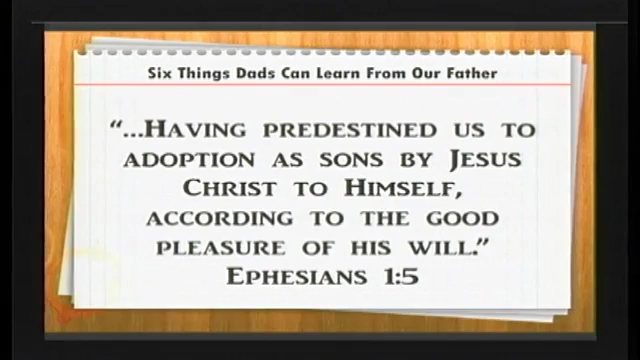 Six Things Dads Can Learn From Our Father
“...Having predestined us to
adoption as sons by Jesus
Christ to Himself,
according to the good
pleasure of his will.”
Ephesians 1:5